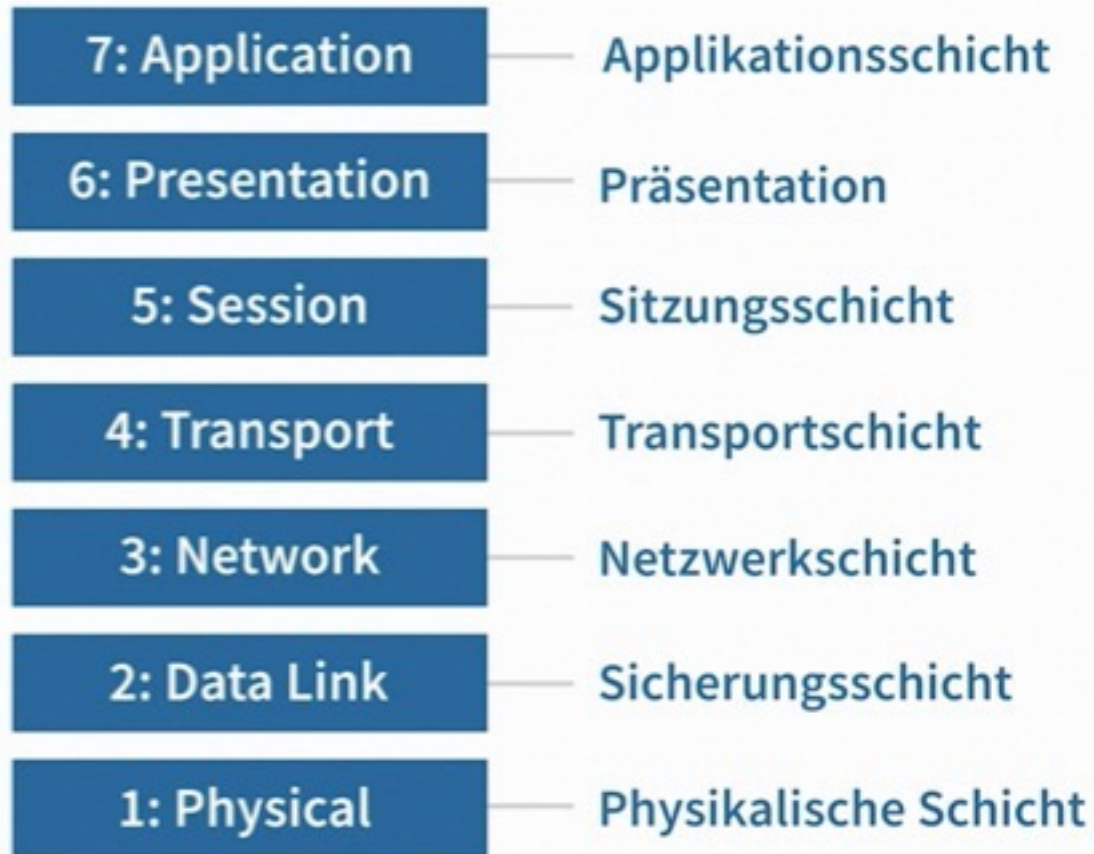 7: Application Applikationsschicht
6: Presentation Präsentation
5: Session Sitzungsschicht
4: Transport Transportschicht
3: Network Netzwerkschicht
2: Data Link Sicherungsschicht
1: Physical Physikalische Schicht